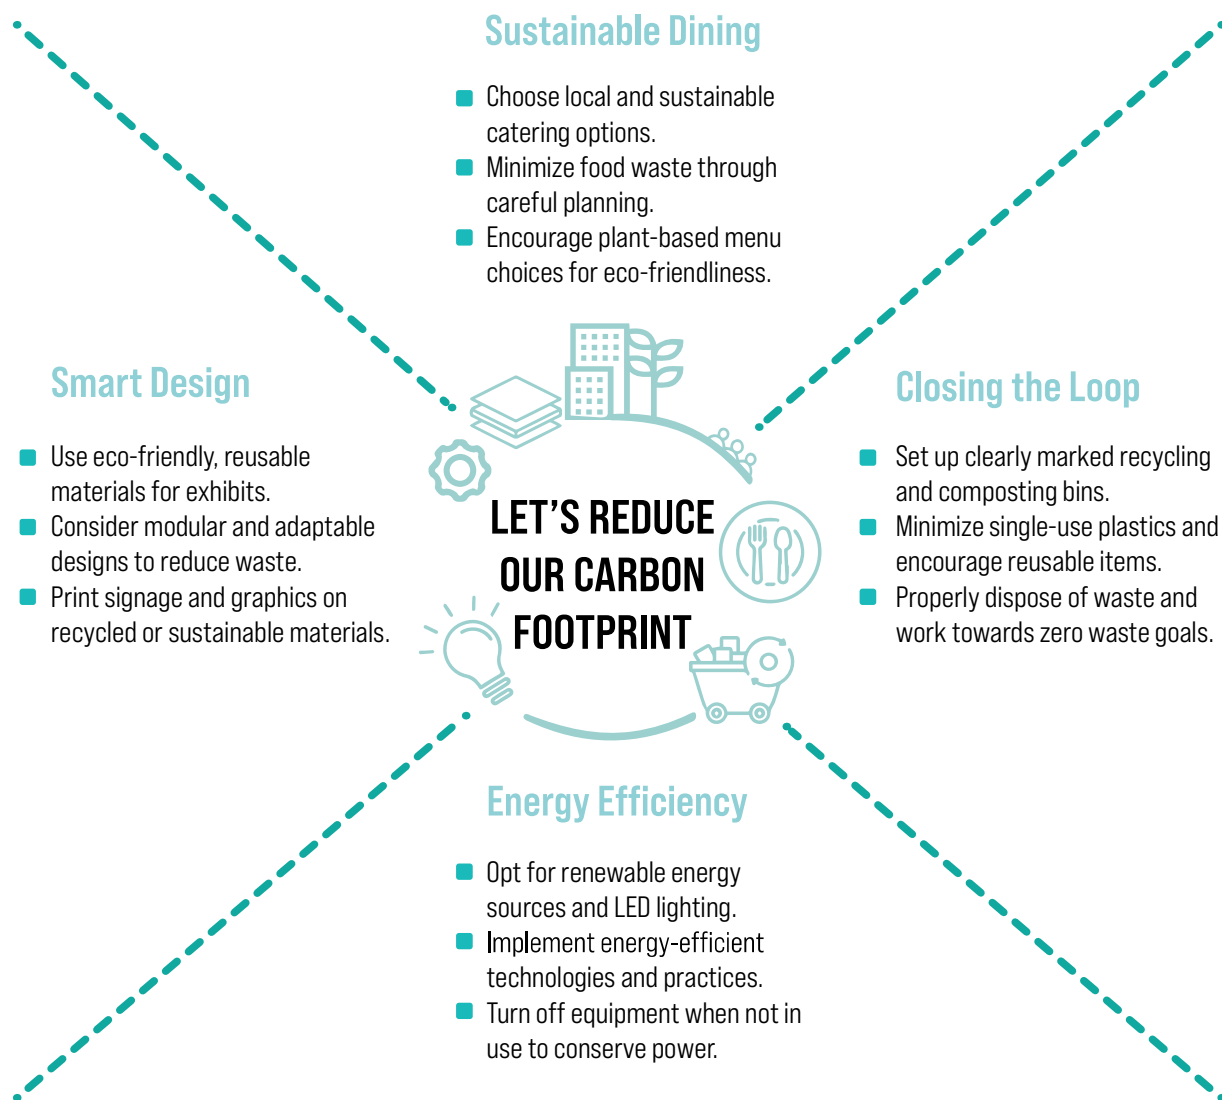 Sustainable Dining
Choose local and sustainable
catering options.
Minimize food waste through
careful planning.
Encourage plant-based menu
choices for eco-friendliness.
Smart Design
Use eco-friendly, reusable
materials for exhibits.
Consider modular and adaptable
designs to reduce waste.
Print signage and graphics on
recycled or sustainable materials.
LET’S REDUCE
OUR CARBON
FOOTPRINT
Closing the Loop
Set up clearly marked recycling
and composting bins.
Minimize single-use plastics and
encourage reusable items.
Properly dispose of waste and
work towards zero waste goals.
Energy Efficiency
Opt for renewable energy
sources and LED lighting.
Implement energy-efficient
technologies and practices.
Turn off equipment when not in
use to conserve power.